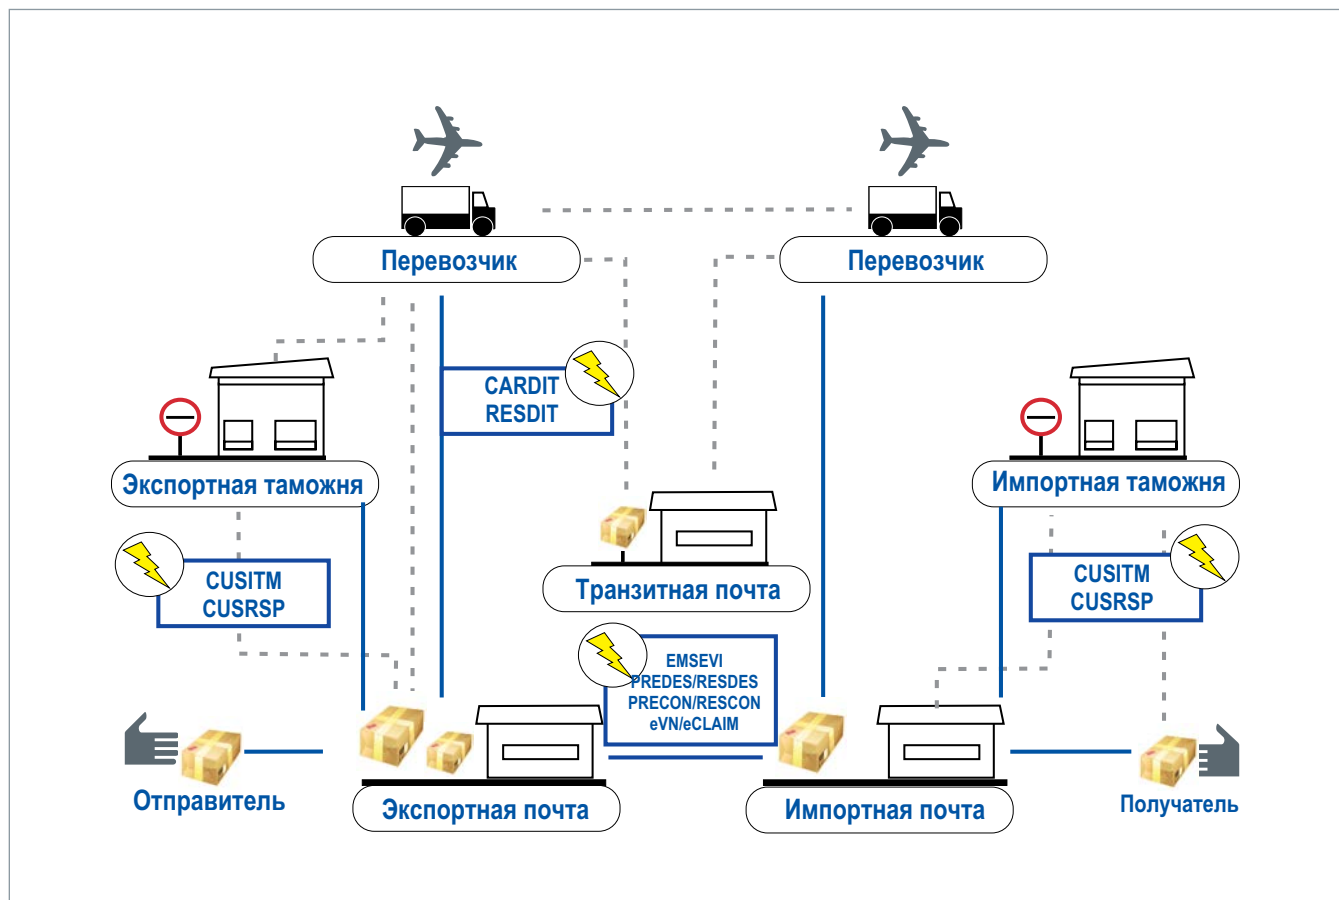 Перевозчик
Перевозчик
CARDIT
RESDIT
Экспортная таможня
Импортная таможня
CUSITM
CUSRSP
Транзитная почта
CUSITM
CUSRSP
EMSEVI
PREDES/RESDES
PRECON/RESCON
eVN/eCLAIM
Отправитель
Экспортная почта
Импортная почта
Получатель